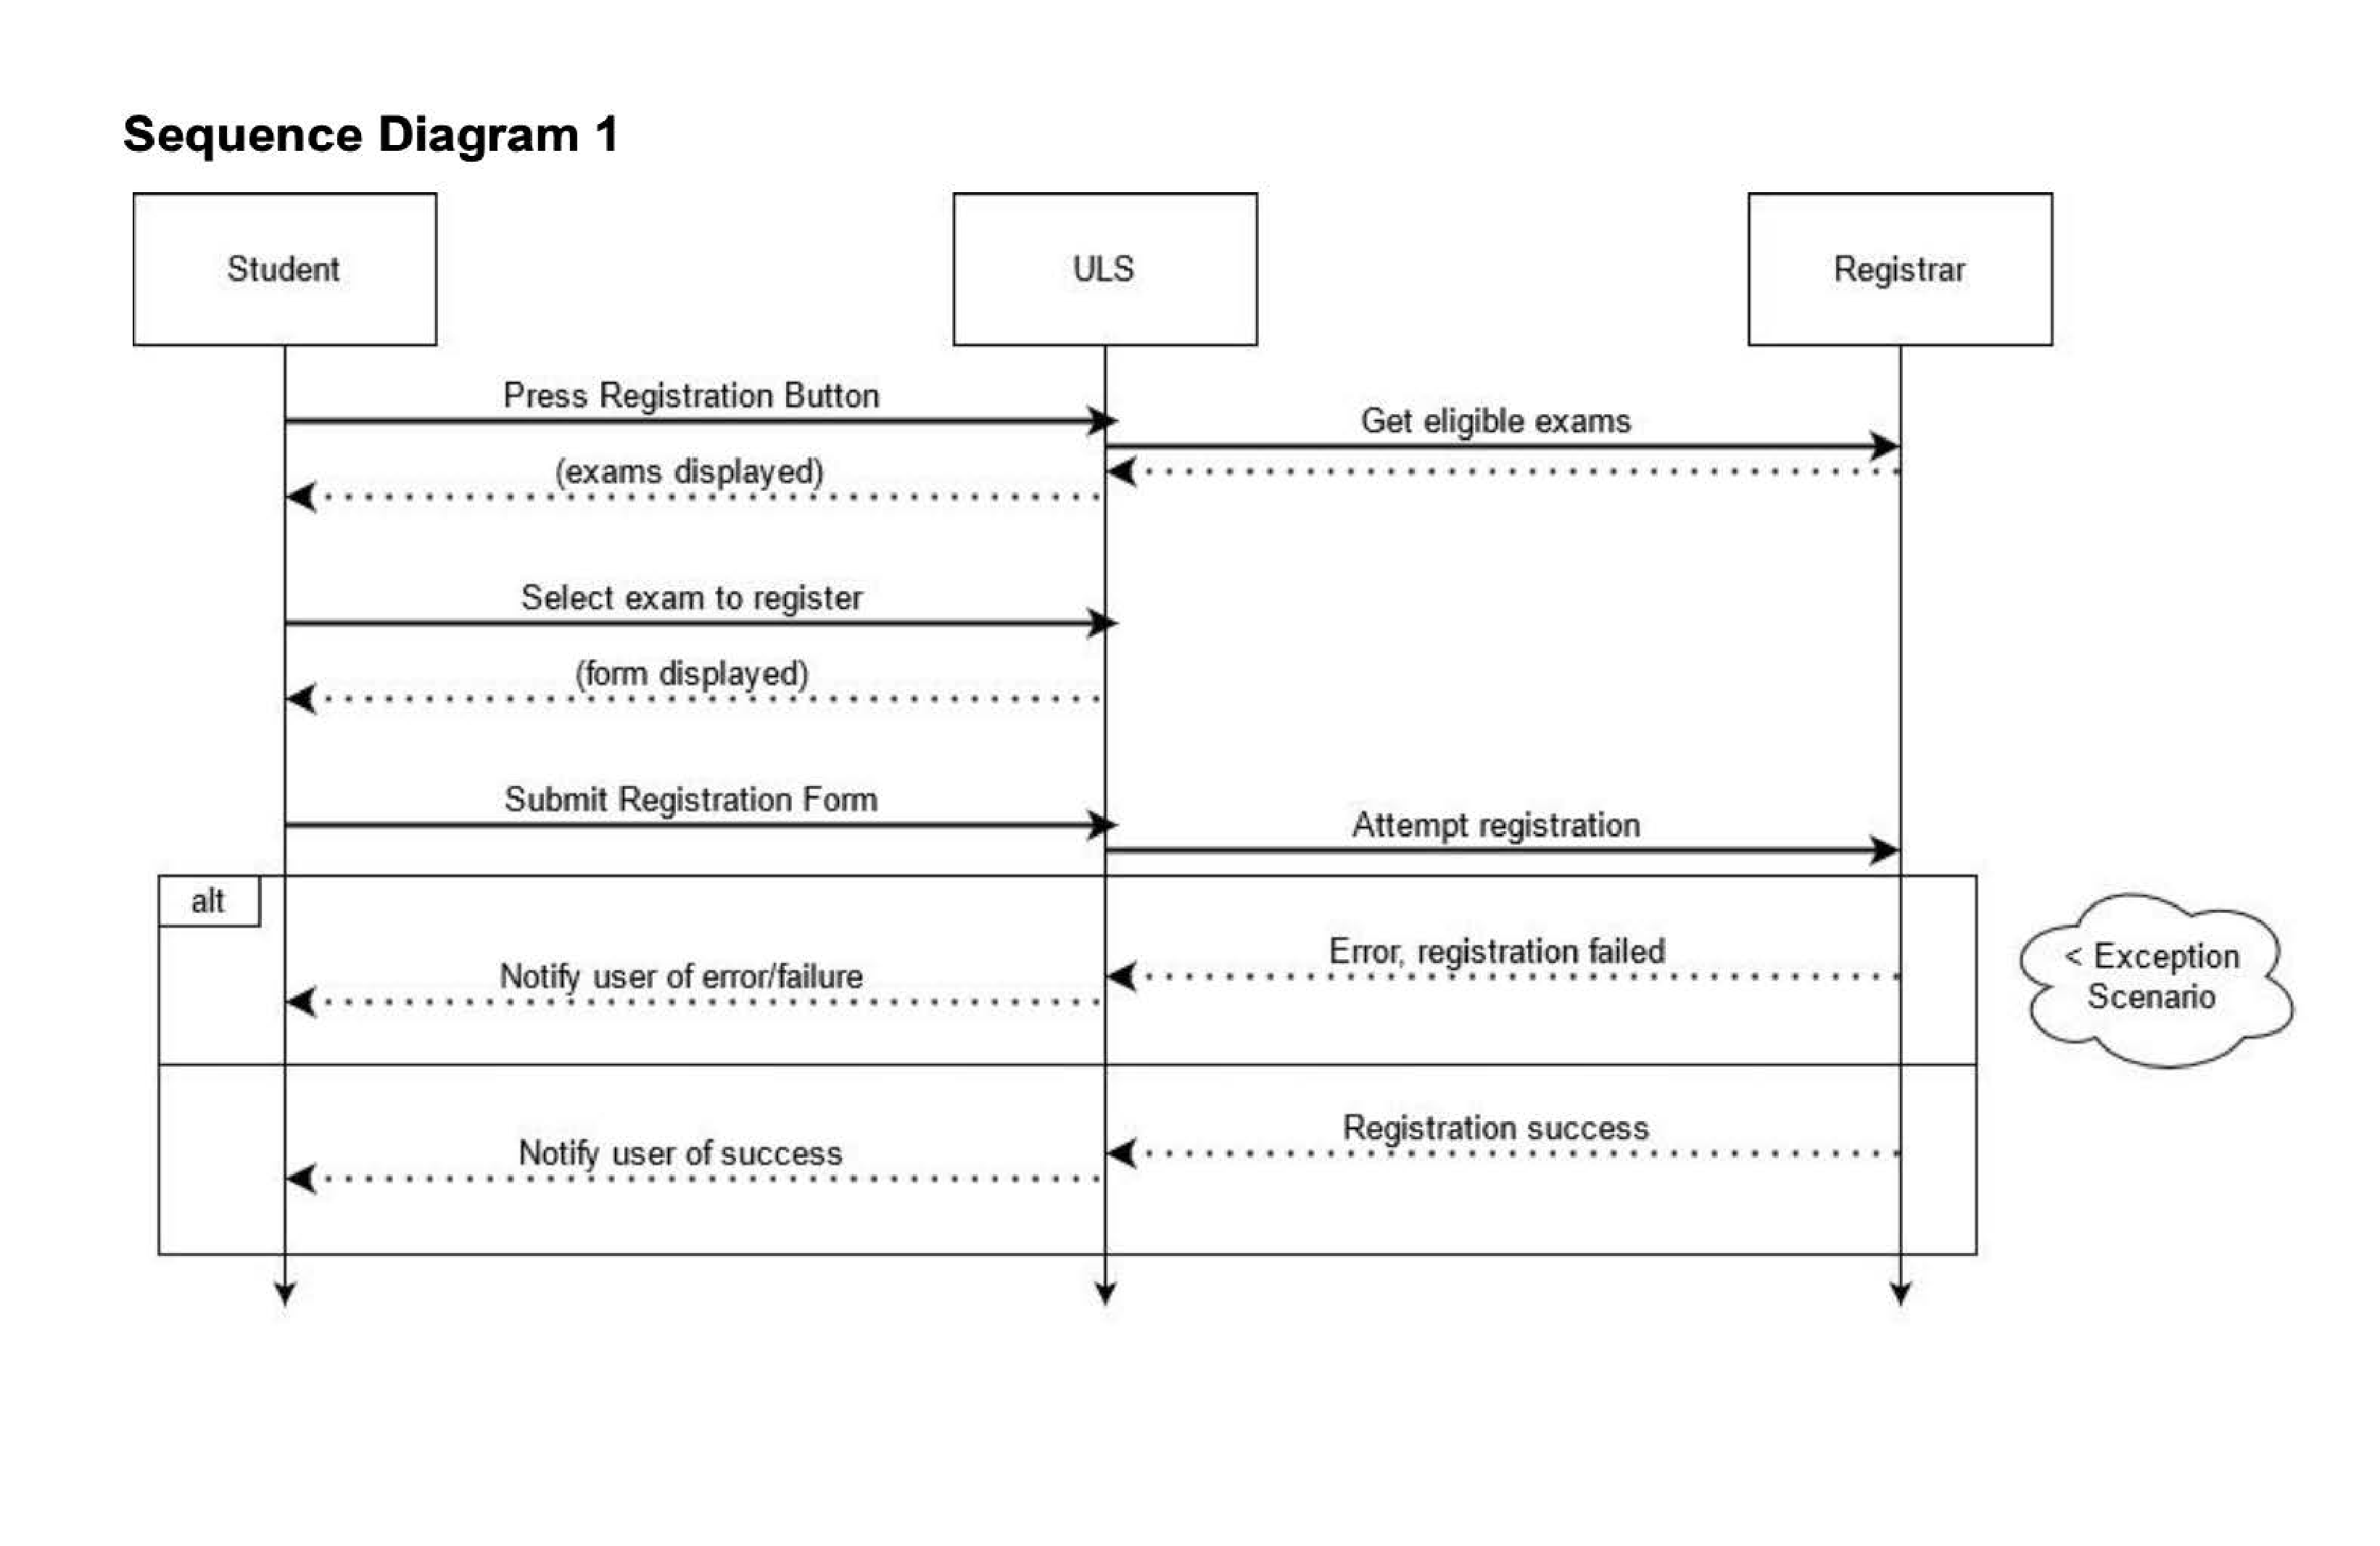 Sequence Diagram 1
Student
ULS
Registrar
Press Registration Button
Get eligible exams
(exams displayed)
Select exam to register
(form displayed)
Submit Registration Form
Attempt registration
alt
Error, registration failed
Notify user of error/failure
< Exception
Scenario
Registration success
Notify user of success